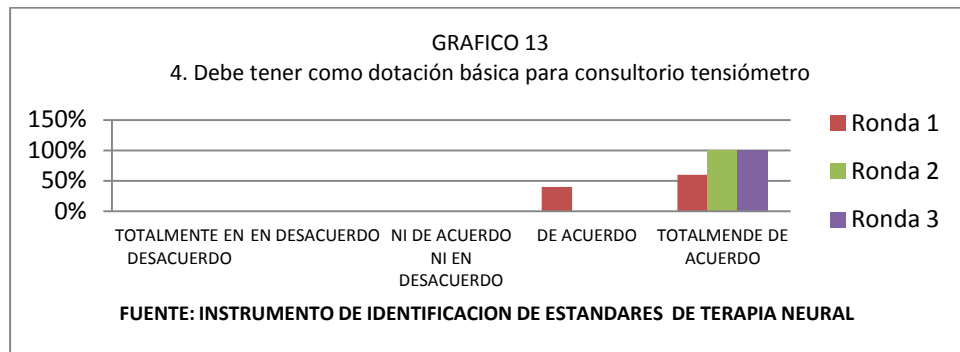 GRAFICO 13
4. Debe tener como dotación básica para consultorio tensiómetro
150%
100%
50%
0%
TOTALMENTE EN DESACUERDO
EN DESACUERDO
NI DE ACUERDO NI EN DESACUERDO
DE ACUERDO
TOTALMENDE DE ACUERDO
Ronda 1
Ronda 2
Ronda 3
FUENTE: INSTRUMENTO DE IDENTIFICACION DE ESTANDARES DE TERAPIA NEURAL